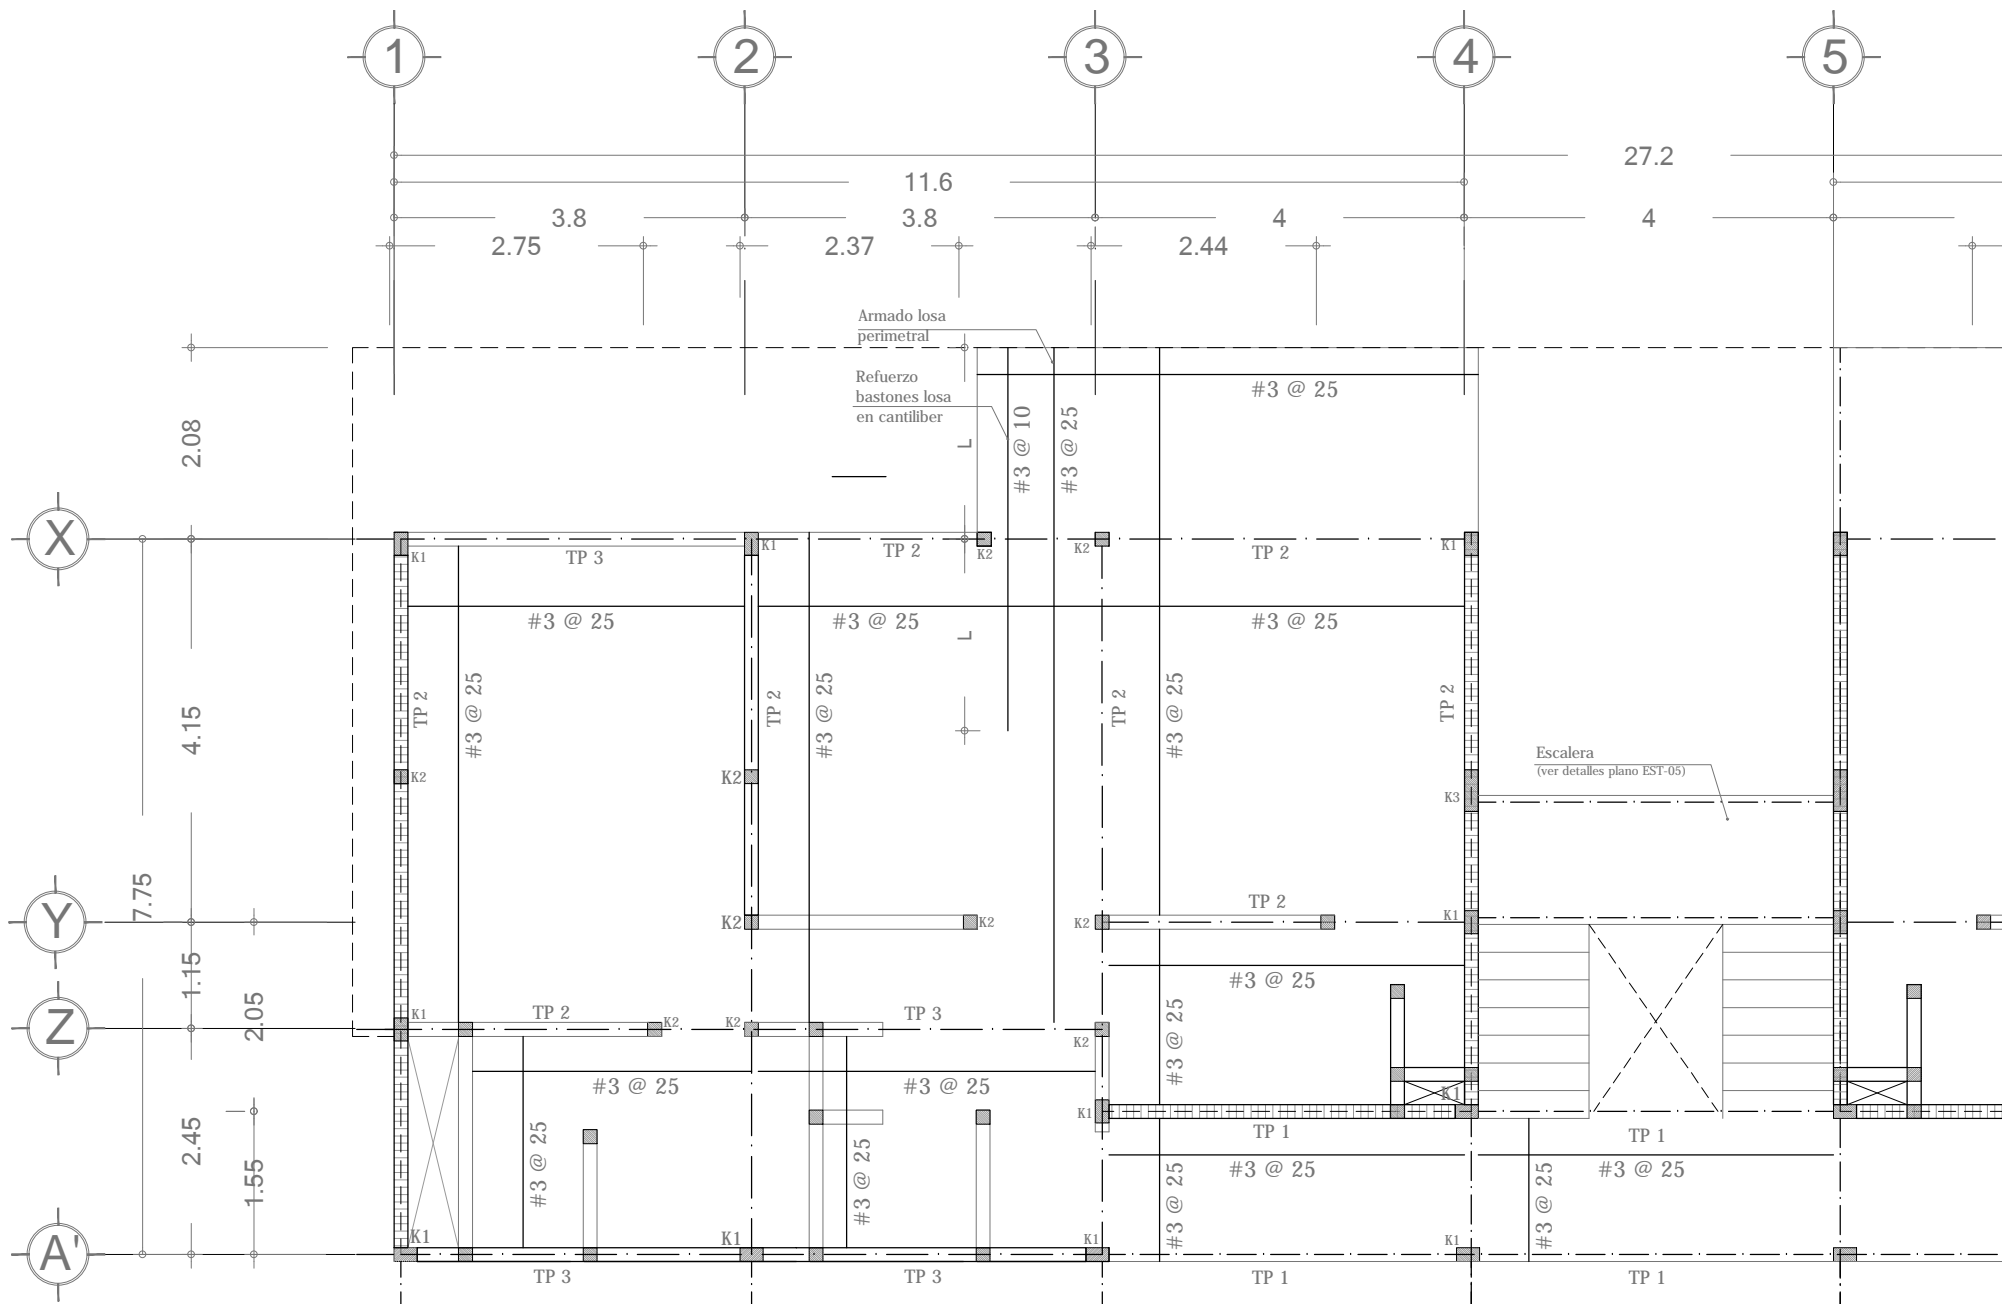 1
2
3
4
5
27.2
11.6
3.8
3.8
4
4
2.75
2.37
2.44
Armado losa
perimetral
Refuerzo
bastones losa
en cantiliber
#3 @ 25
#3 @ 10
#3 @ 25
L
2.08
X
K1
TP 3
K1
TP 2
K2
K2
TP 2
K1
#3 @ 25
#3 @ 25
#3 @ 25
L
4.15
TP 2
#3 @ 25
TP 2
#3 @ 25
TP 2
#3 @ 25
TP 2
K2
K2
K3
Escalera
(ver detalles plano EST-05)
7.75
Y
K2
K2
K2
TP 2
K1
1.15
#3 @ 25
2.05
Z
K1
TP 2
K2
K2
TP 3
K2
#3 @ 25
#3 @ 25
#3 @ 25
K1
K1
2.45
1.55
#3 @ 25
#3 @ 25
TP 1
TP 1
#3 @ 25
#3 @ 25
#3 @ 25
#3 @ 25
A'
K1
K1
K1
K1
TP 3
TP 3
TP 1
TP 1